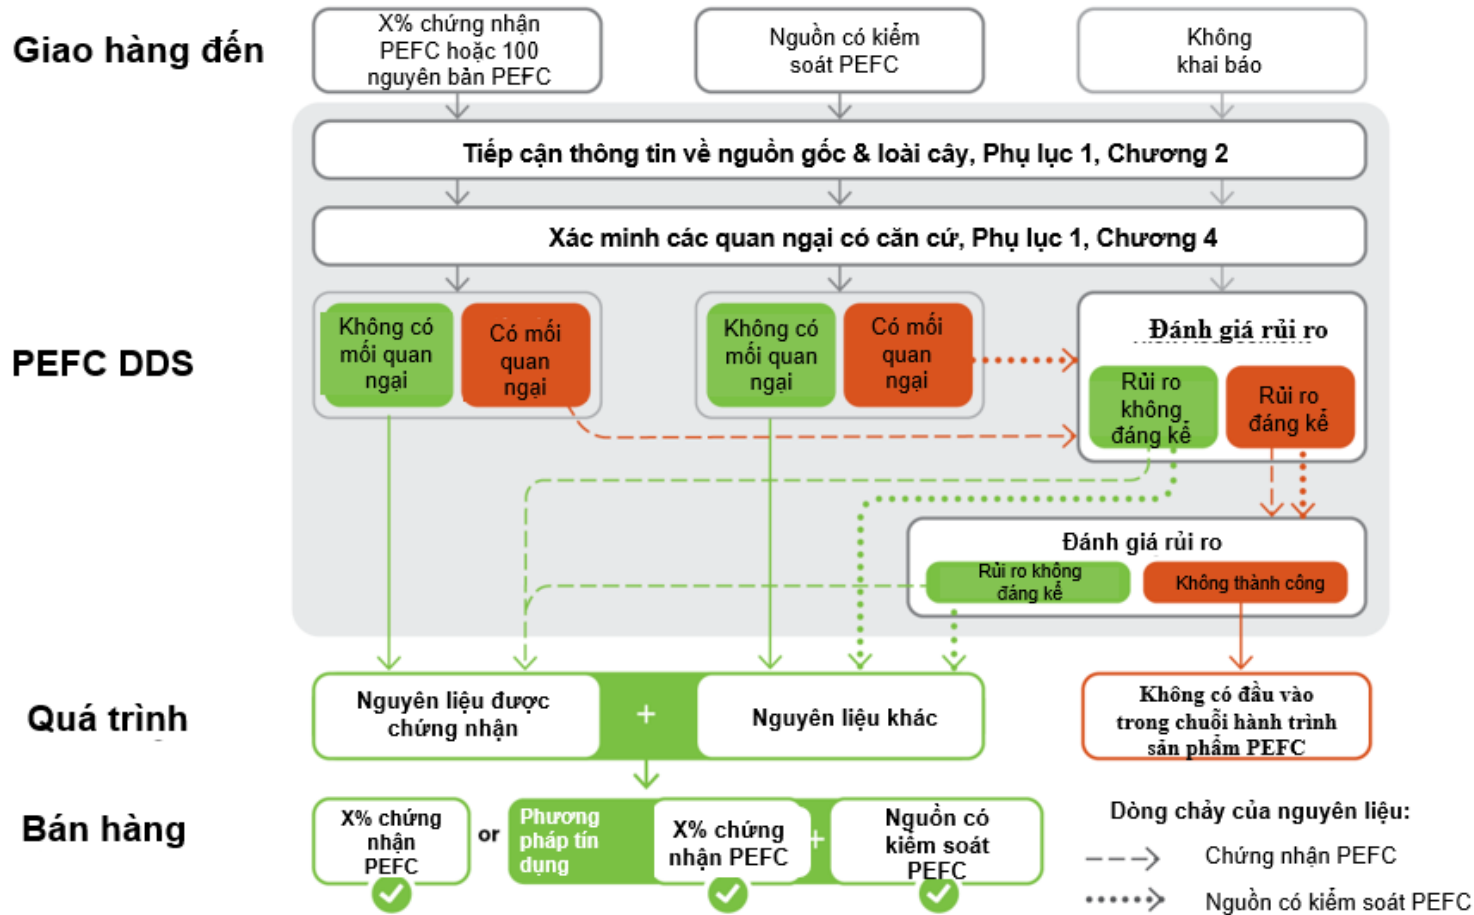 Giao hàng đến
X% chứng nhận
PEFC hoặc 100
nguyên bản PEFC
Nguồn có kiểm
soát PEFC
Không
khai báo
Tiếp cận thông tin về nguồn gốc & loài cây, Phụ lục 1, Chương 2
Xác minh các quan ngại có căn cứ, Phụ lục 1, Chương 4
PEFC DDS
Không có
mối quan
ngại
Có mối
quan
ngại
Không có
mối quan
ngại
Có mối
quan
ngại
Đánh giá rủi ro
Rủi ro
không
đáng kể
Rủi ro
đáng kể
Đánh giá rủi ro
Rủi ro không
đáng kể
Không thành công
Quá trình
Nguyên liệu được
chứng nhận
+
Nguyên liệu khác
Không có đầu vào
trong chuỗi hành trình
sản phẩm PEFC
Bán hàng
X% chứng
nhận
PEFC
or
Phương
pháp tín
dụng
X% chứng
nhận PEFC
+
Nguồn có
kiểm soát
PEFC
Dòng chảy của nguyên liệu:
Chứng nhận PEFC
Nguồn có kiểm soát PEFC